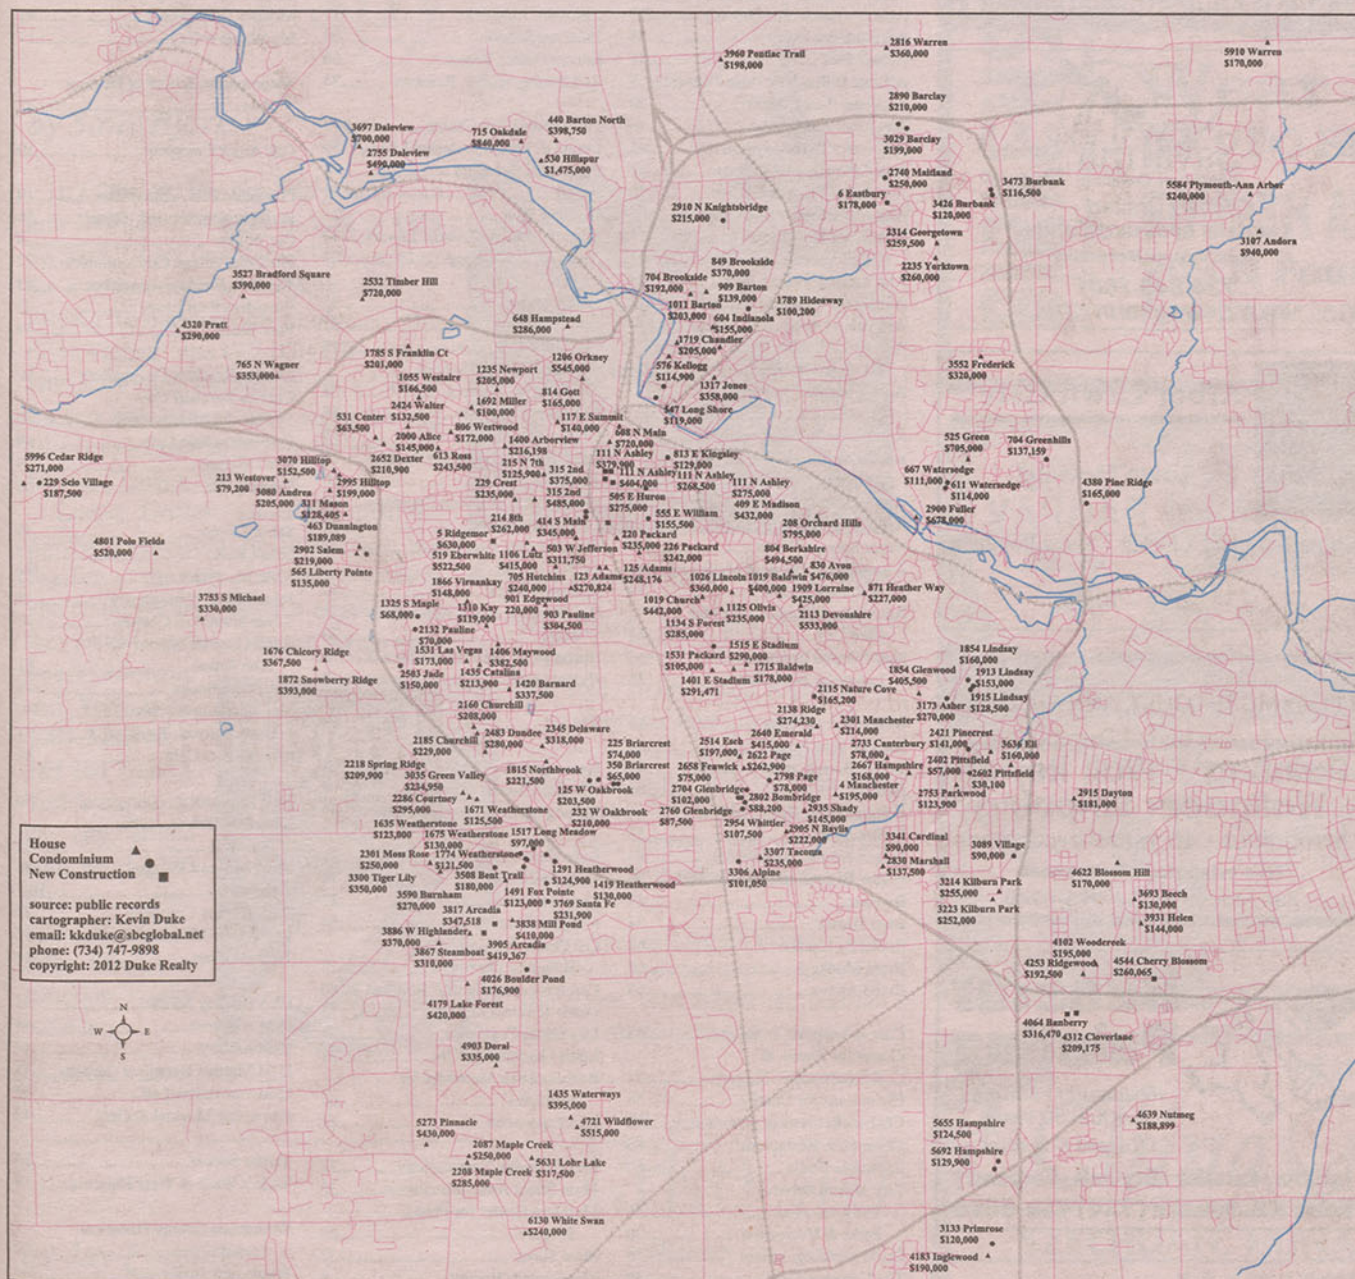 2816 Warren
$360,000
3960 Pontiac Trail
$198,000
5910 Warren
$170,000
2890 Barclay
$210,000
3029 Barclay
$199,000
440 Barton North
$398,750
3697 Daleview
$700,000
715 Oakdale
$840,000
2755 Daleview
$490,000
530 Hillspur
$1,475,000
2740 Maitland
$250,000
6 Eastbury
$178,000
3473 Burbank
$116,500
3426 Burbank
$120,000
5584 Plymouth-Ann Arbor
$240,000
2910 N Knightsbridge
$215,000
2314 Georgetown
$259,500
3107 Andora
$940,000
2235 Yorktown
$260,000
849 Brookside
$370,000
3527 Bradford Square
$390,000
2532 Timber Hill
$720,000
704 Brookside
$192,000
909 Barton
$139,000
1011 Barton
$203,000
1789 Hideaway
$100,200
648 Hampstead
$286,000
604 Indianola
$155,000
4320 Pratt
$290,000
1719 Chandler
$205,000
1785 S Franklin Ct
$201,000
1206 Orkney
$545,000
765 N Wagner
$353,000
576 Kellogg
$114,900
3552 Frederick
$320,000
1235 Newport
$205,000
1055 Westaire
$166,500
1317 Jones
$358,000
814 Gott
$165,000
1692 Miller
$100,000
2424 Walter
$132,500
547 Long Shore
$119,000
531 Center
$63,500
117 E Summit
$140,000
806 Westwood
$172,000
608 N Main
$720,000
2000 Alice
$145,000
1400 Arborview
$216,198
525 Green
$705,000
704 Greenhills
$137,159
5996 Cedar Ridge
$271,000
229 Scio Village
$187,500
3070 Hilltop
$152,500
2652 Dexter
$210,900
613 Ross
$243,500
215 N 7th
$125,900
111 N Ashley
$379,900
813 E Kingsley
$129,000
315 2nd
$375,000
111 N Ashley
$404,000
111 N Ashley
$268,500
111 N Ashley
$275,000
667 Watersedge
$111,000
213 Westover
$79,200
2995 Hilltop
$199,000
229 Crest
$235,000
611 Watersedge
$114,000
4380 Pine Ridge
$165,000
3080 Andrea
$205,000
311 Mason
$128,405
315 2nd
$485,000
505 E Huron
$275,000
409 E Madison
$432,000
2900 Fuller
$678,000
463 Dunnington
$189,089
214 8th
$262,000
414 S Main
$345,000
555 E William
$155,500
208 Orchard Hills
$795,000
4801 Polo Fields
$520,000
5 Ridgemor
$630,000
220 Packard
$235,000
2902 Salem
$219,000
519 Eberwhite
$522,500
1106 Lutz
$415,000
503 W Jefferson
$311,750
226 Packard
$242,000
804 Berkshire
$494,500
565 Liberty Pointe
$135,000
125 Adams
$248,176
830 Avon
$476,000
1866 Virnankay
$148,000
705 Hutchins
$240,000
123 Adams
$270,824
1026 Lincoln
$360,000
1019 Baldwin
$400,000
1909 Lorraine
$425,000
871 Heather Way
$227,000
3753 S Michael
$330,000
1325 S Maple
$68,000
1310 Kay
$119,000
901 Edgewood
220,000
1019 Church
$442,000
1125 Olivia
$235,000
2113 Devonshire
$533,000
903 Pauline
$304,500
1134 S Forest
$285,000
2132 Pauline
$70,000
1515 E Stadium
$290,000
1676 Chicory Ridge
$367,500
1531 Las Vegas
$173,000
1406 Maywood
$382,500
1531 Packard
$105,000
1715 Baldwin
$178,000
1854 Lindsay
$160,000
2503 Jade
$150,000
1435 Catalina
$213,900
1401 E Stadium
$291,471
1854 Glenwood
$405,500
1913 Lindsay
$153,000
1872 Snowberry Ridge
$393,000
1420 Barnard
$337,500
2115 Nature Cove
$165,200
1915 Lindsay
$128,500
2160 Churchill
$208,000
3173 Asher
$270,000
2138 Ridge
$274,230
2301 Manchester
$214,000
2483 Dundee
$280,000
2345 Delaware
$318,000
2640 Emerald
$415,000
2421 Pinecrest
$141,000
2185 Churchill
$229,000
225 Briarcrest
$74,000
2514 Esch
$197,000
2733 Canterbury
$78,000
3636 Eli
$160,000
2622 Page
$262,900
2402 Pittsfield
$57,000
2218 Spring Ridge
$209,900
350 Briarcrest
$65,000
2658 Fenwick
$75,000
2667 Hampshire
$168,000
3035 Green Valley
$234,950
1815 Northbrook
$221,500
2798 Page
$78,000
2602 Pittsfield
$30,100
4 Manchester
$195,000
2753 Parkwood
$123,900
2704 Glenbridge
$102,000
125 W Oakbrook
$203,500
2915 Dayton
$181,000
2286 Courtney
$295,000
2802 Bombridge
$88,200
1671 Weatherstone
$125,500
232 W Oakbrook
$210,000
2760 Glenbridge
$87,500
2935 Shady
$145,000
1635 Weatherstone
$123,000
2954 Whittier
$107,500
2905 N Baylis
$222,000
1675 Weatherstone
$130,000
1517 Long Meadow
$97,000
3341 Cardinal
$90,000
3089 Village
$90,000
2301 Moss Rose
$250,000
1774 Weatherstone
$121,500
3307 Tacoma
$235,000
2830 Marshall
$137,500
1291 Heatherwood
$124,900
3306 Alpine
$101,050
4622 Blossom Hill
$170,000
3300 Tiger Lily
$350,000
3508 Bent Trail
$180,000
1419 Heatherwood
$130,000
3214 Kilburn Park
$255,000
3590 Burnham
$270,000
1491 Fox Pointe
$123,000
3693 Beech
$130,000
3769 Santa Fe
$231,900
3223 Kilburn Park
$252,000
3817 Arcadia
$347,518
3931 Helen
$144,000
3838 Mill Pond
$410,000
3886 W Highlander
$370,000
3905 Arcadia
$419,367
4102 Woodcreek
$195,000
3867 Steamboat
$310,000
4253 Ridgewood
$192,500
4544 Cherry Blossom
$260,065
4026 Boulder Pond
$176,900
4179 Lake Forest
$420,000
4064 Banberry
$316,470
4312 Cloverlane
$209,175
4903 Doral
$335,000
1435 Waterways
$395,000
5273 Pinnacle
$430,000
4721 Wildflower
$515,000
5655 Hampshire
$124,500
4639 Nutmeg
$188,899
2087 Maple Creek
$250,000
5692 Hampshire
$129,900
5631 Lohr Lake
$317,500
2208 Maple Creek
$285,000
6130 White Swan
$240,000
3133 Primrose
$120,000
4183 Inglewood
$190,000
House
Condominium
New Construction
source: public records
cartographer: Kevin Duke
email: kkduke@sbcglobal.net
phone: (734) 747-9898
copyright: 2012 Duke Realty
N
W E
S